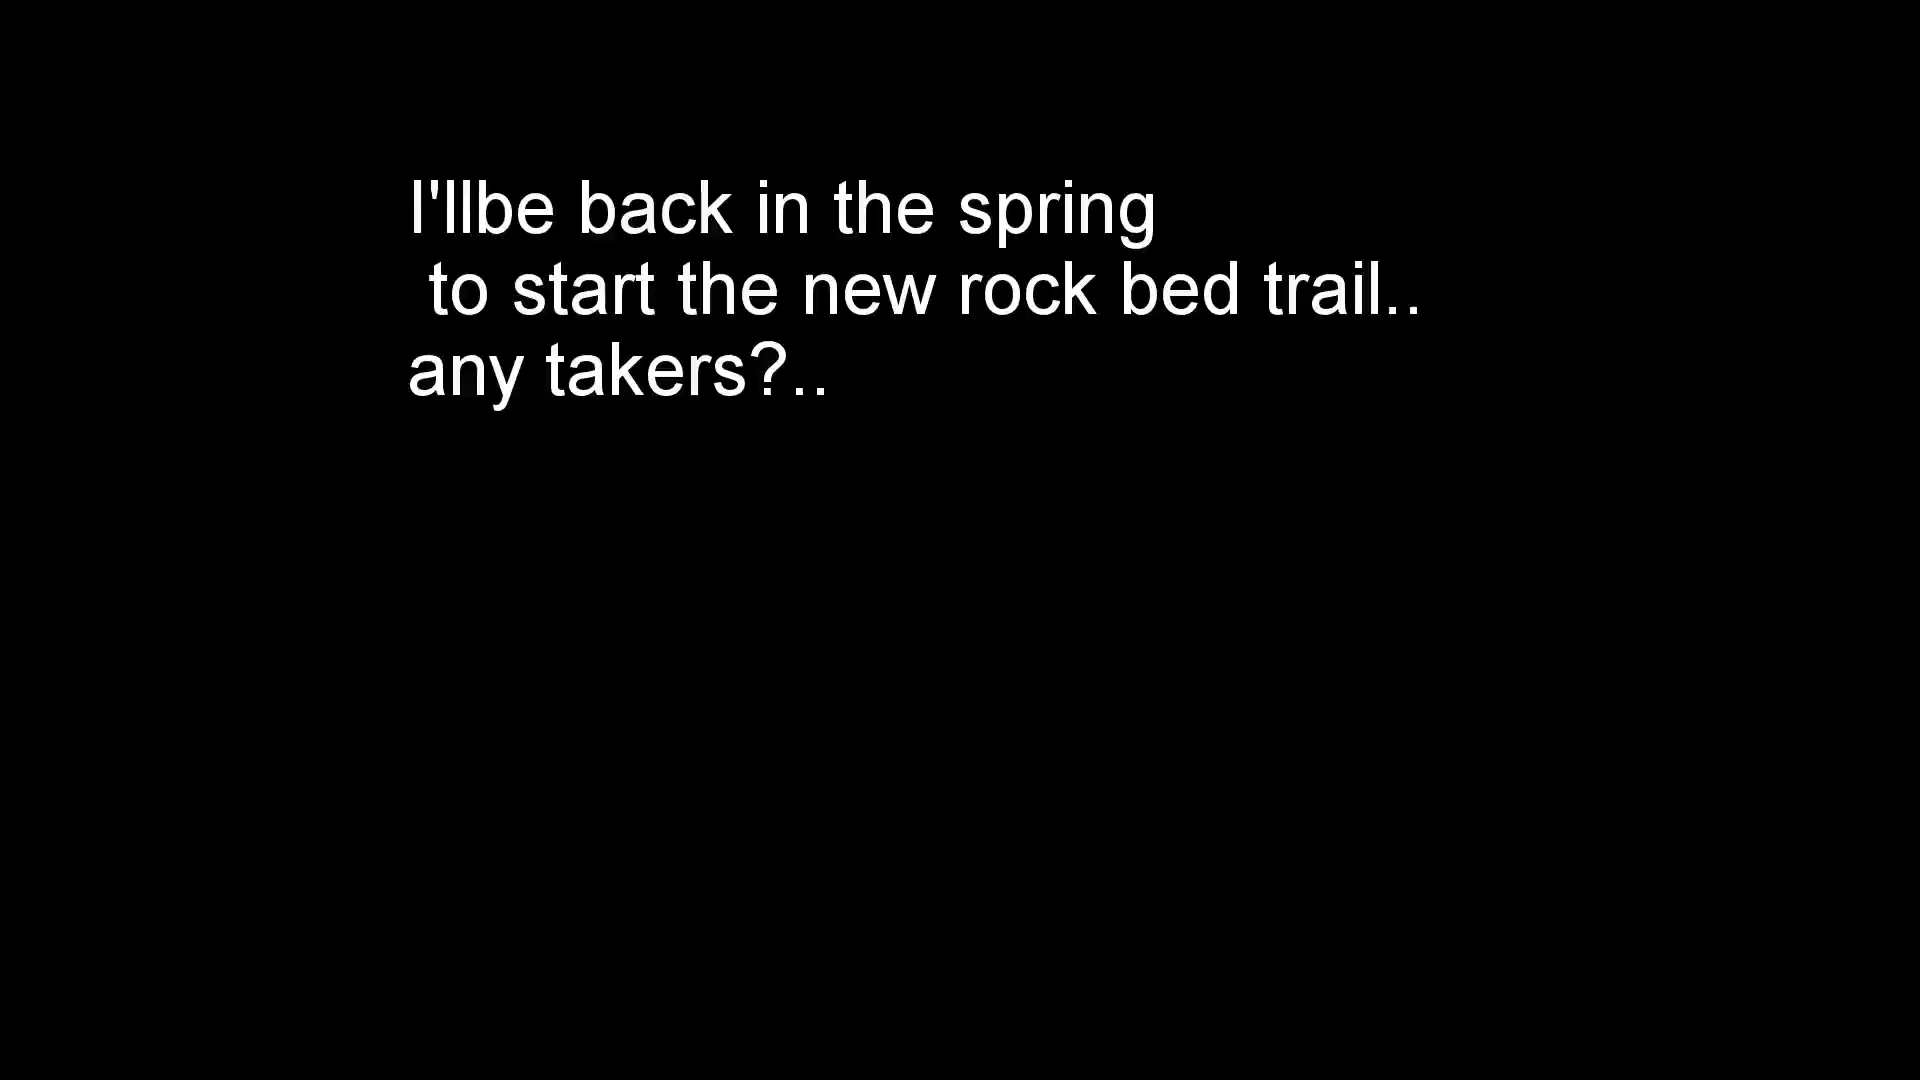 I'llbe back in the spring
to start the new rock bed trail..
any takers?..